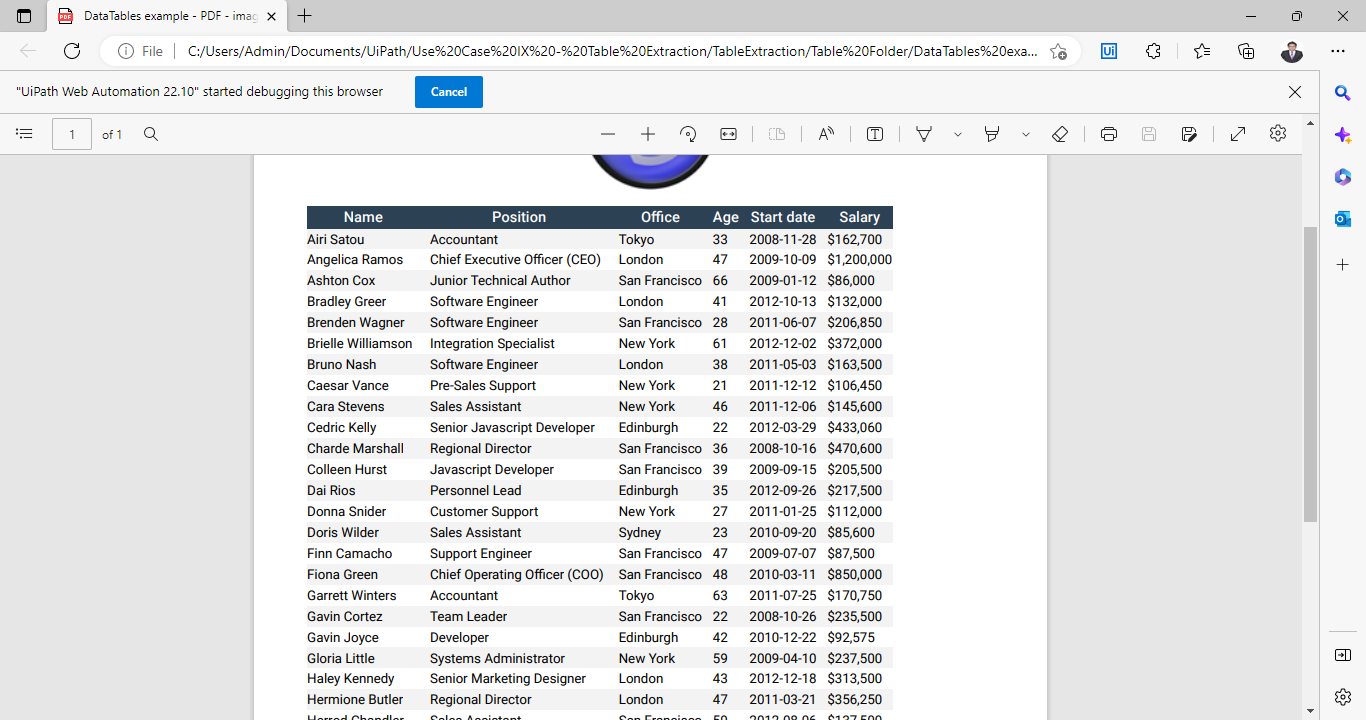 DataTables example - PDF - imag
File
C:/Users/Admin/Documents/UiPath/Use%20Case%20IX%20-%20Table%20Extraction/TableExtraction/Table%20Folder/DataTables%20exa...
Ui
"UiPath Web Automation 22.10" started debugging this browser Cancel
1 of 1
Name Position Office Age Start date Salary
Airi Satou Accountant Tokyo 33 2008-11-28 $162,700
Angelica Ramos Chief Executive Officer (CEO) London 47 2009-10-09 $1,200,000
Ashton Cox Junior Technical Author San Francisco 66 2009-01-12 $86,000
Bradley Greer Software Engineer London 41 2012-10-13 $132,000
Brenden Wagner Software Engineer San Francisco 28 2011-06-07 $206,850
Brielle Williamson Integration Specialist New York 61 2012-12-02 $372,000
Bruno Nash Software Engineer London 38 2011-05-03 $163,500
Caesar Vance Pre-Sales Support New York 21 2011-12-12 $106,450
Cara Stevens Sales Assistant New York 46 2011-12-06 $145,600
Cedric Kelly Senior Javascript Developer Edinburgh 22 2012-03-29 $433,060
Charde Marshall Regional Director San Francisco 36 2008-10-16 $470,600
Colleen Hurst Javascript Developer San Francisco 39 2009-09-15 $205,500
Dai Rios Personnel Lead Edinburgh 35 2012-09-26 $217,500
Donna Snider Customer Support New York 27 2011-01-25 $112,000
Doris Wilder Sales Assistant Sydney 23 2010-09-20 $85,600
Finn Camacho Support Engineer San Francisco 47 2009-07-07 $87,500
Fiona Green Chief Operating Officer (COO) San Francisco 48 2010-03-11 $850,000
Garrett Winters Accountant Tokyo 63 2011-07-25 $170,750
Gavin Cortez Team Leader San Francisco 22 2008-10-26 $235,500
Gavin Joyce Developer Edinburgh 42 2010-12-22 $92,575
Gloria Little Systems Administrator New York 59 2009-04-10 $237,500
Haley Kennedy Senior Marketing Designer London 43 2012-12-18 $313,500
Hermione Butler Regional Director London 47 2011-03-21 $356,250
Herrod Chandler Sales Assistant San Francisco 59 2012-08-06 $137,500